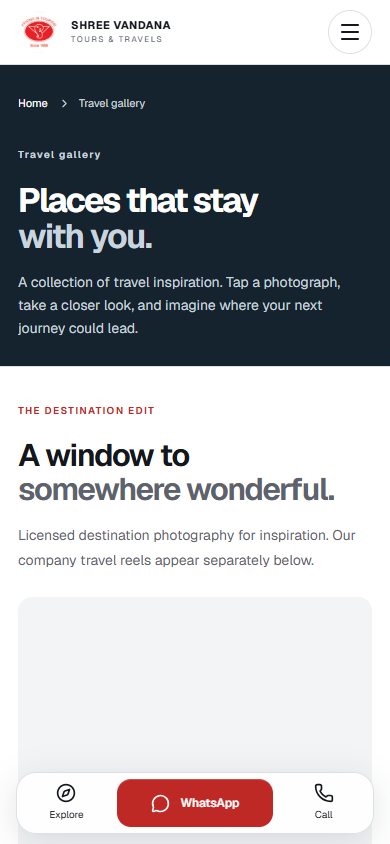 SHREE VANDANA
TOURS & TRAVELS
Home > Travel gallery
Travel gallery
Places that stay
with you.
A collection of travel inspiration. Tap a photograph,
take a closer look, and imagine where your next
journey could lead.
THE DESTINATION EDIT
A window to
somewhere wonderful.
Licensed destination photography for inspiration. Our
company travel reels appear separately below.
Explore
WhatsApp
Call